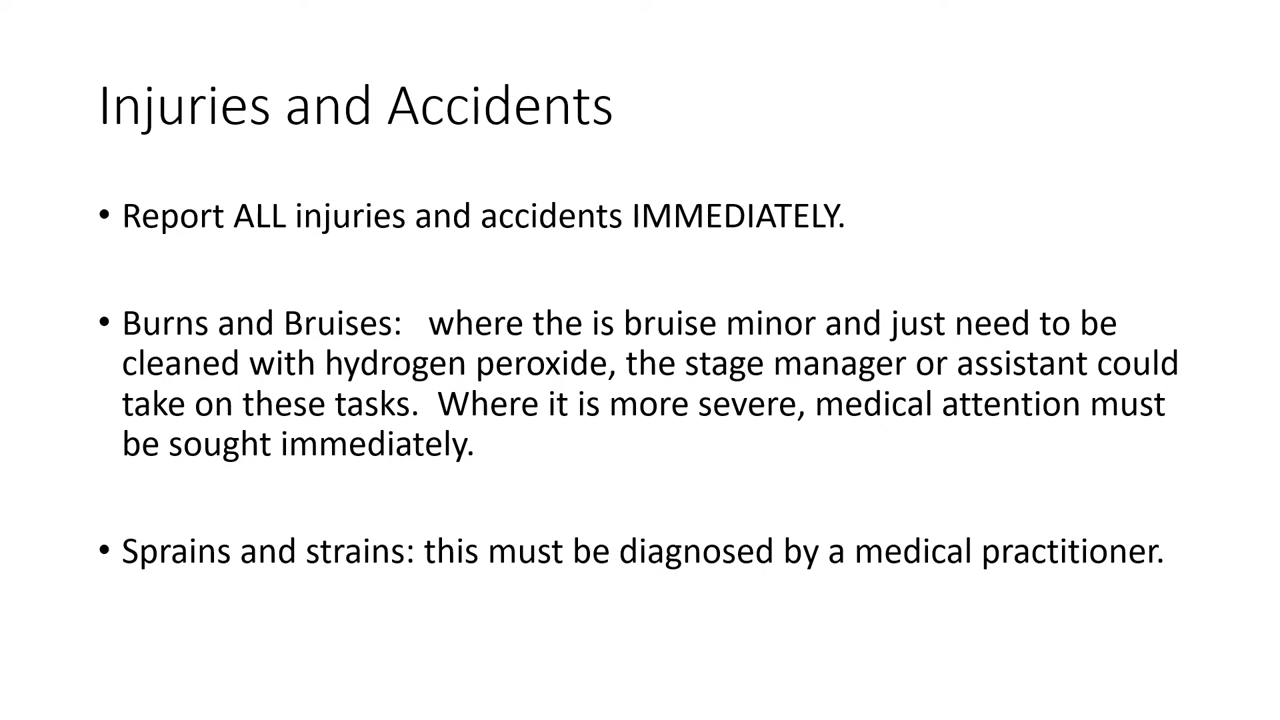 Injuries and Accidents
• Report ALL injuries and accidents IMMEDIATELY.
• Burns and Bruises:   where the is bruise minor and just need to be
cleaned with hydrogen peroxide, the stage manager or assistant could
take on these tasks.  Where it is more severe, medical attention must
be sought immediately.
• Sprains and strains: this must be diagnosed by a medical practitioner.